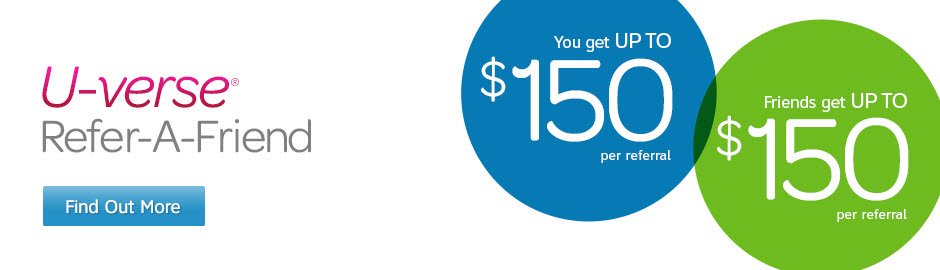 U-verse®
Refer-A-Friend
Find Out More
You get UP TO
$150
per referral
Friends get UP TO
$150
per referral